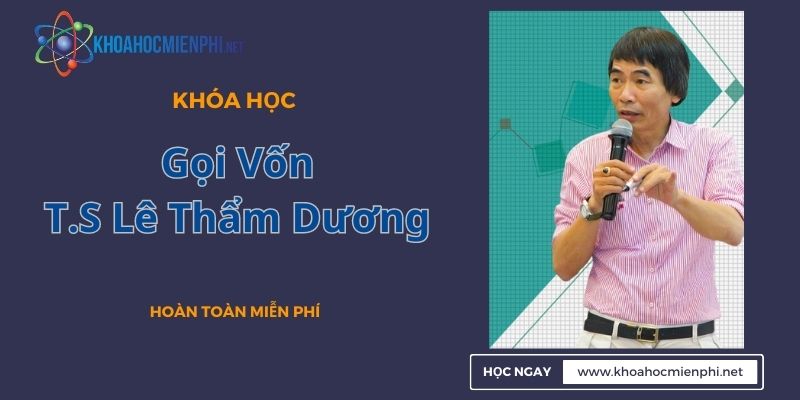 KHOAHOCMIENPHI.NET
KHÓA HỌC
Gọi Vốn
T.S Lê Thẩm Dương
HOÀN TOÀN MIỄN PHÍ
HỌC NGAY www.khoahocmienphi.net